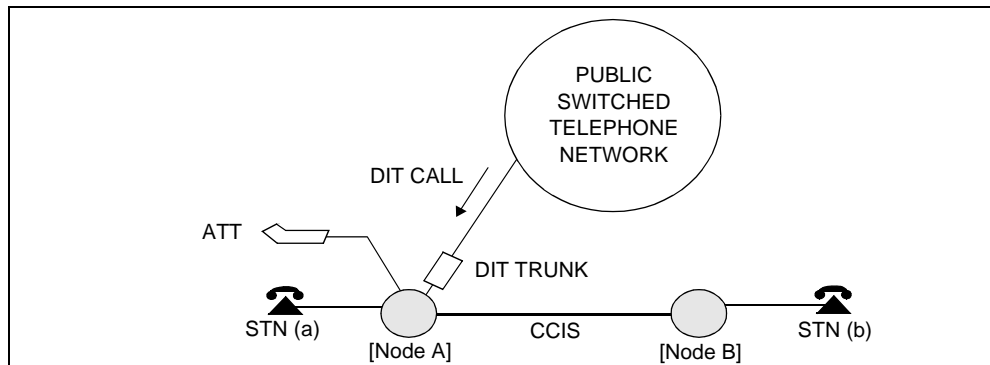 PUBLIC
SWITCHED
TELEPHONE
NETWORK
DIT CALL
ATT
DIT TRUNK
STN (a)
[Node A]
CCIS
[Node B]
STN (b)